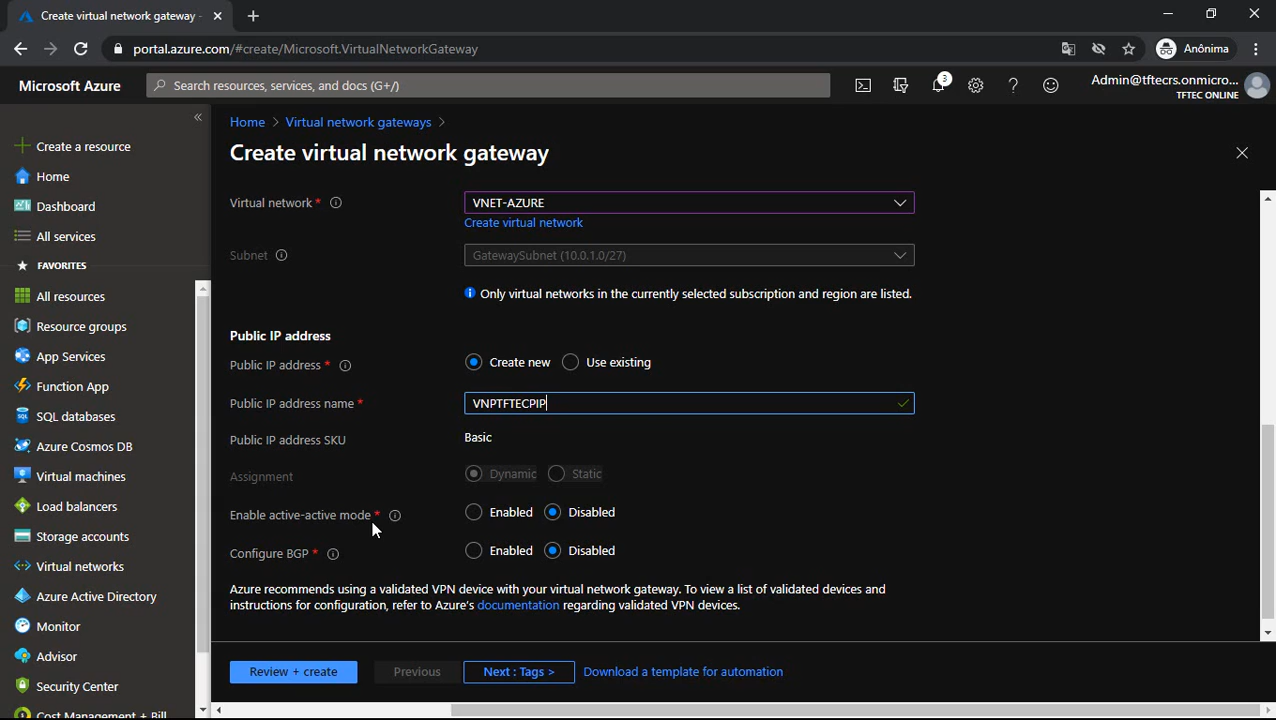 Create virtual network gateway -
portal.azure.com/#create/Microsoft.VirtualNetworkGateway
Anônima
Microsoft Azure
Search resources, services, and docs (G+/)
3
Admin@tftecrs.onmicro...
TFTEC ONLINE
Create a resource
Home
Dashboard
All services
FAVORITES
All resources
Resource groups
App Services
Function App
SQL databases
Azure Cosmos DB
Virtual machines
Load balancers
Storage accounts
Virtual networks
Azure Active Directory
Monitor
Advisor
Security Center
Cost Management + Bill
Home > Virtual network gateways >
Create virtual network gateway
Virtual network *
VNET-AZURE
Create virtual network
Subnet
GatewaySubnet (10.0.1.0/27)
Only virtual networks in the currently selected subscription and region are listed.
Public IP address
Public IP address *
Create new
Use existing
Public IP address name *
VNPTFTECPIP
Public IP address SKU
Basic
Assignment
Dynamic
Static
Enable active-active mode *
Enabled
Disabled
Configure BGP *
Enabled
Disabled
Azure recommends using a validated VPN device with your virtual network gateway. To view a list of validated devices and
instructions for configuration, refer to Azure's documentation regarding validated VPN devices.
Review + create
Previous
Next : Tags >
Download a template for automation